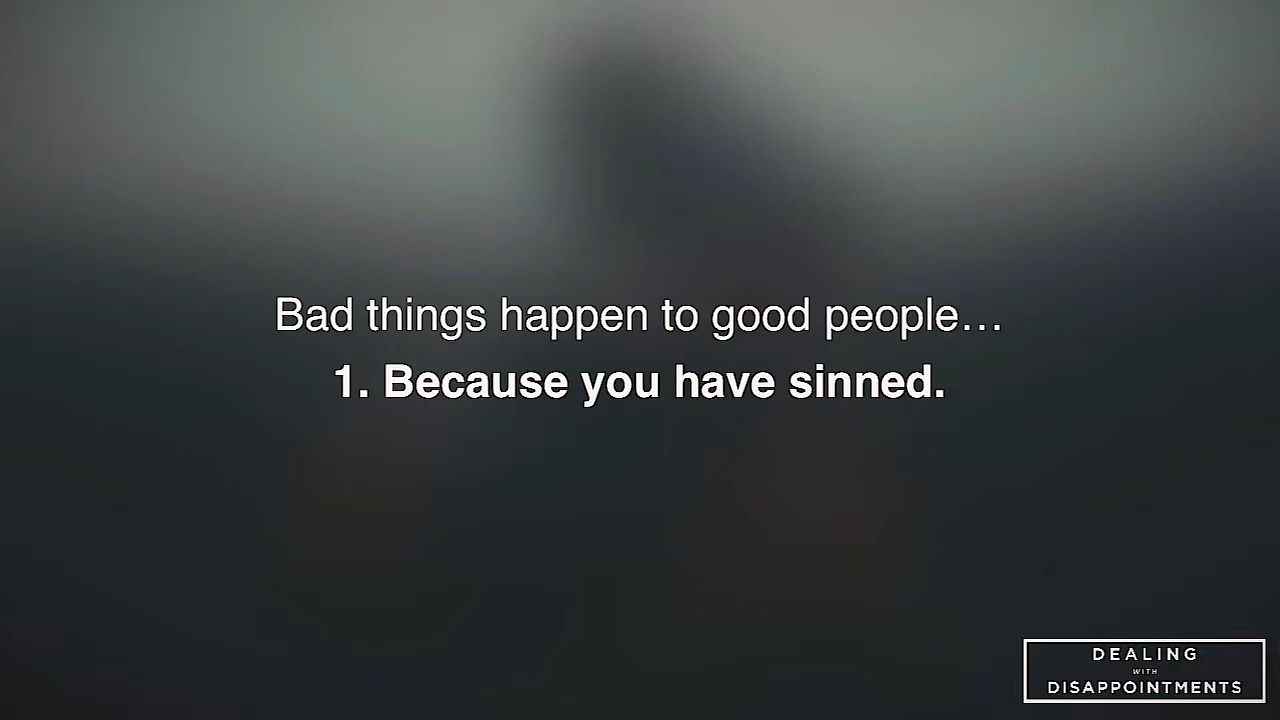 Bad things happen to good people…
1. Because you have sinned.
DEALING
WITH
DISAPPOINTMENTS